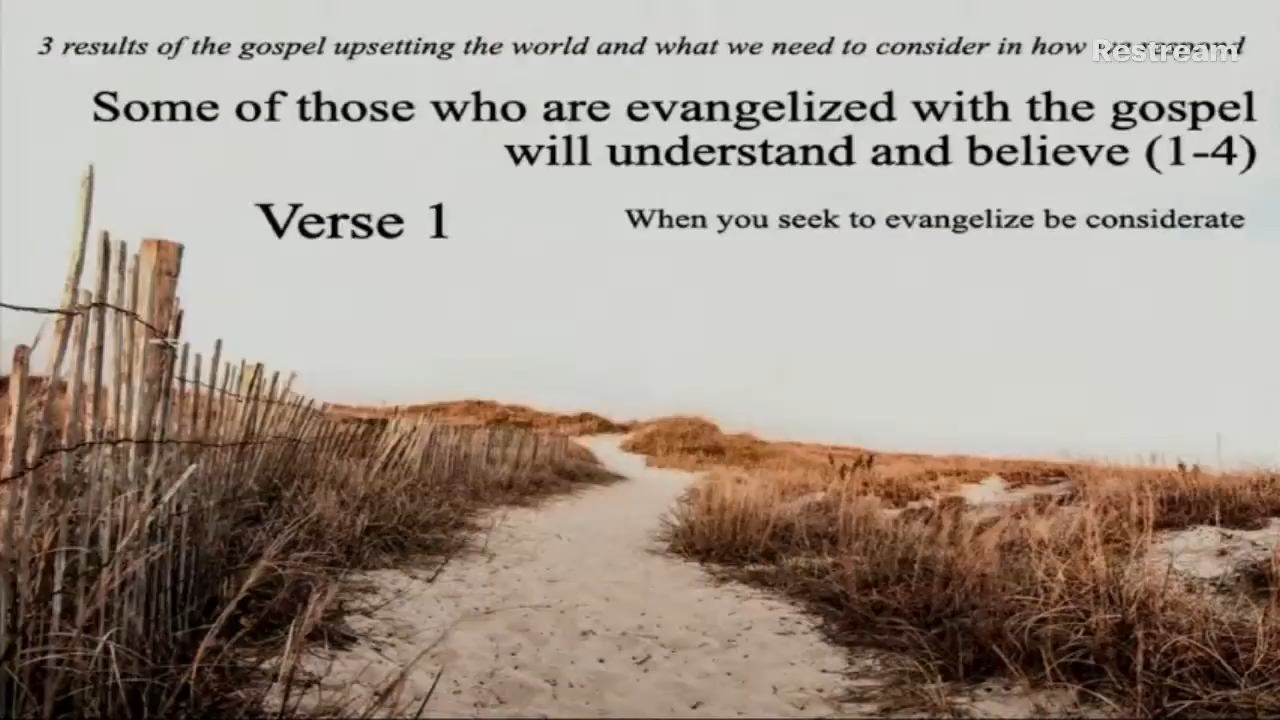 3 results of the gospel upsetting the world and what we need to consider in how
Restream
Some of those who are evangelized with the gospel
will understand and believe (1-4)
Verse 1
When you seek to evangelize be considerate